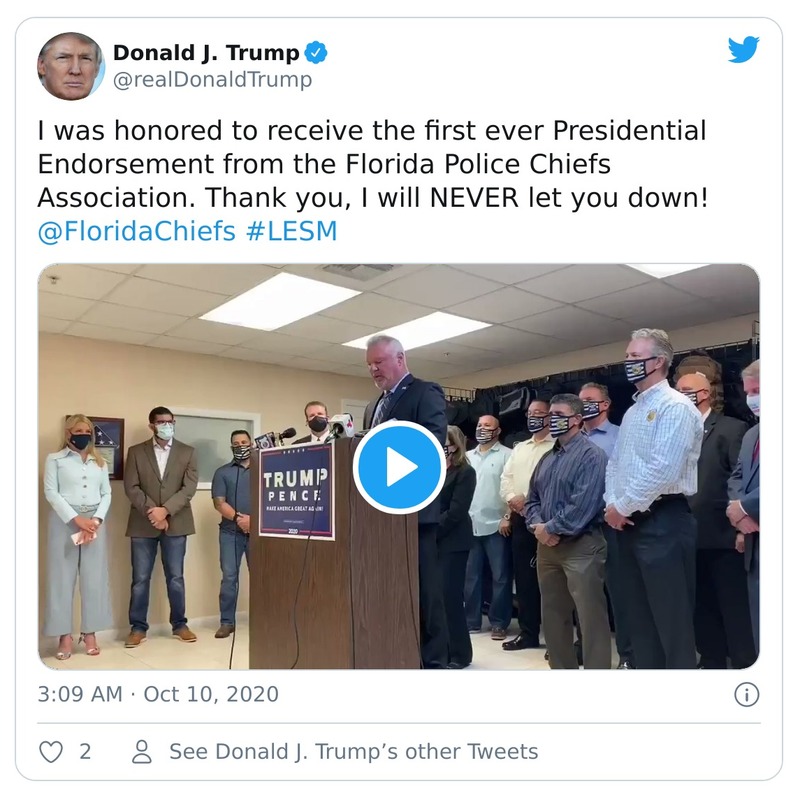 Donald J. Trump
@realDonaldTrump
I was honored to receive the first ever Presidential
Endorsement from the Florida Police Chiefs
Association. Thank you, I will NEVER let you down!
@FloridaChiefs #LESM
TRUMP
PENCE
MAKE AMERICA GREAT AGAIN!
2020
3:09 AM · Oct 10, 2020
2
See Donald J. Trump’s other Tweets